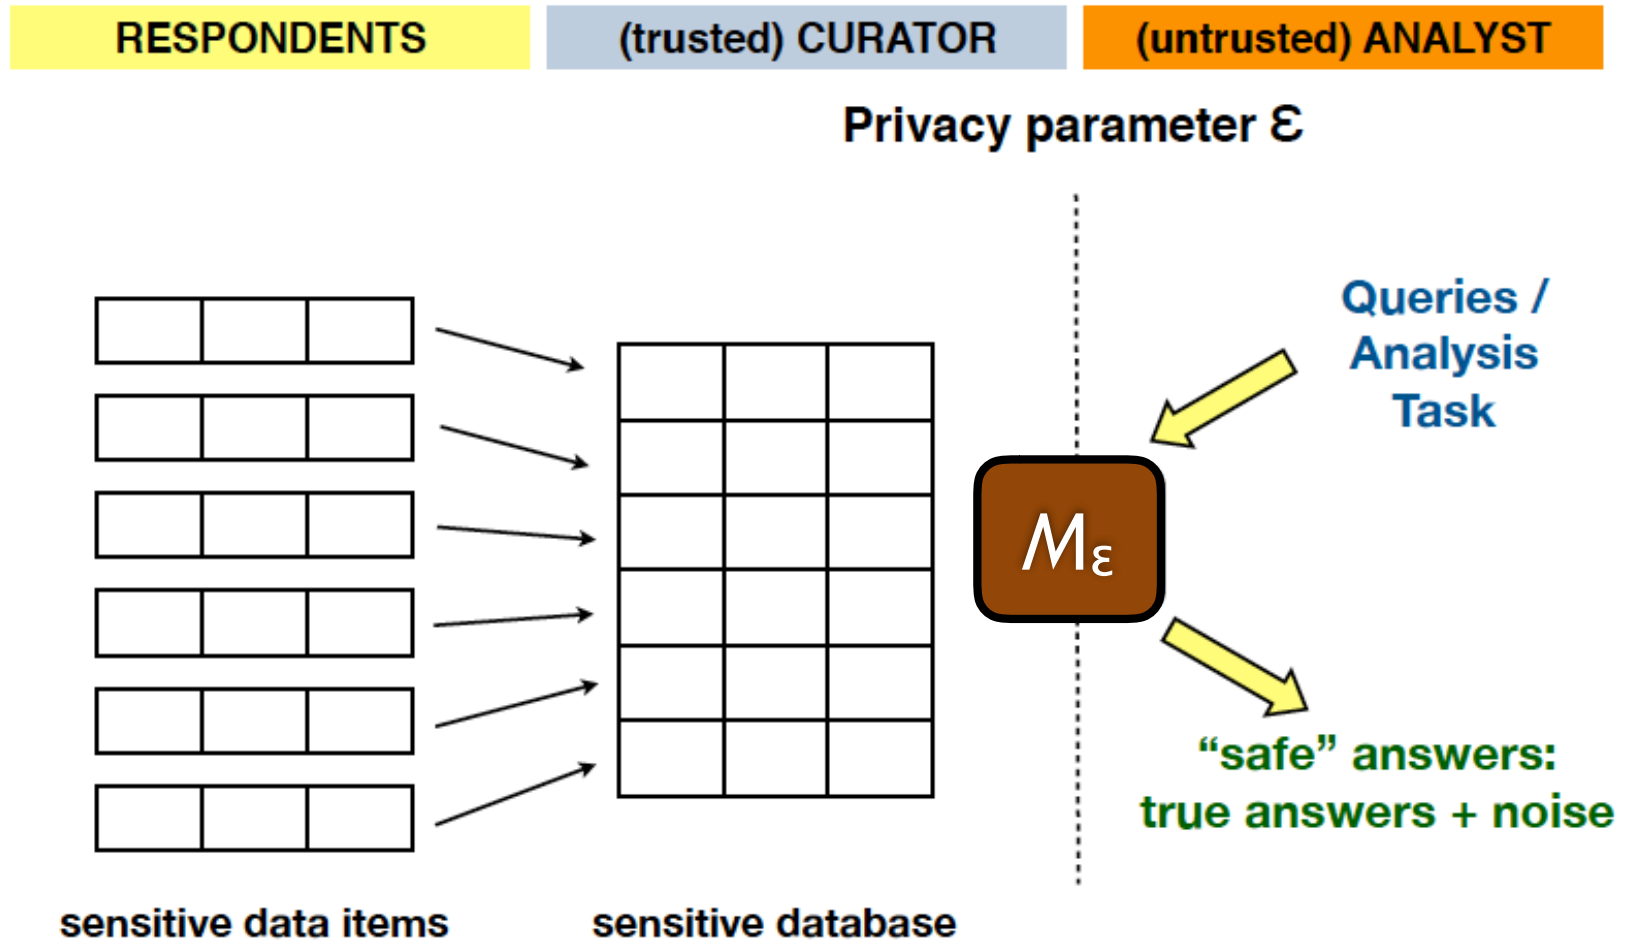 RESPONDENTS
(trusted) CURATOR
(untrusted) ANALYST
Privacy parameter ε
Queries /
Analysis
Task
Mε
“safe” answers:
true answers + noise
sensitive data items
sensitive database